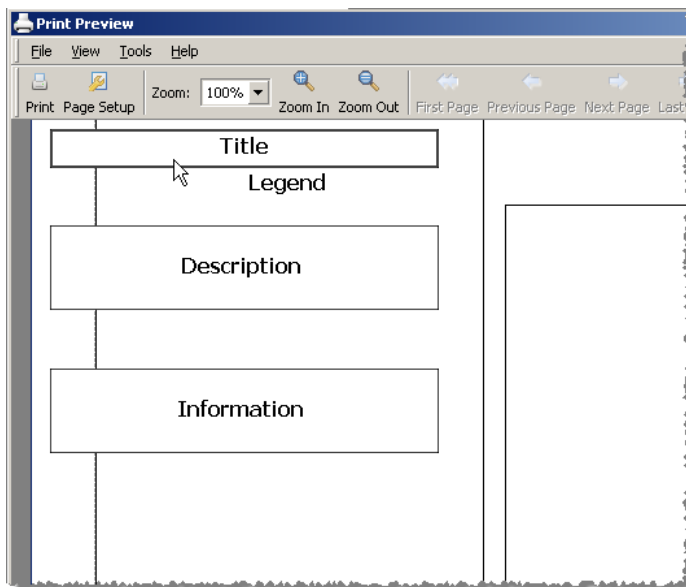 Print Preview
File View Tools Help
Zoom: 100%
Print Page Setup Zoom In Zoom Out First Page Previous Page Next Page Last
Title
Legend
Description
Information